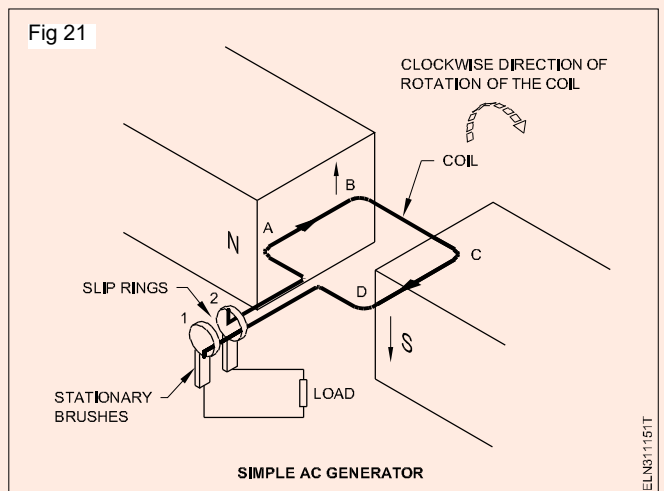 Fig 21
CLOCKWISE DIRECTION OF
ROTATION OF THE COIL
COIL
B
A
N
C
D
SLIP RINGS
2
1
S
STATIONARY
BRUSHES
LOAD
SIMPLE AC GENERATOR
ELN311151T